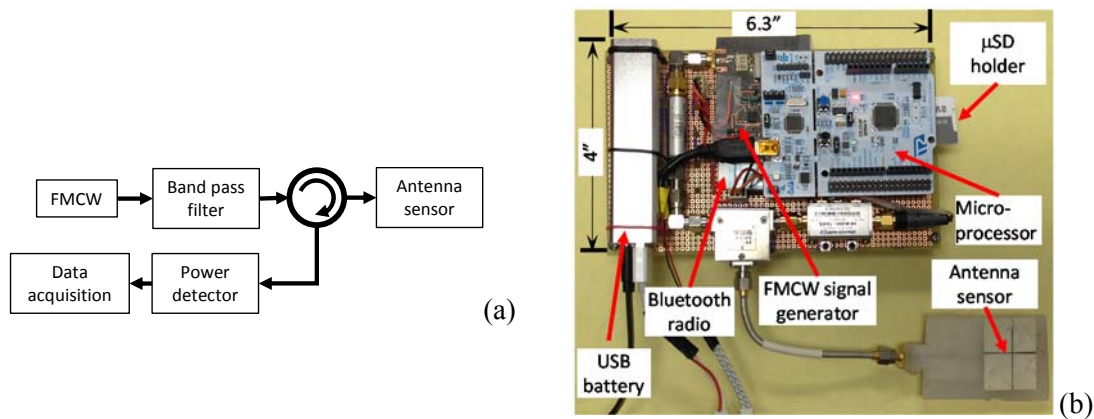 FMCW
Band pass
filter
Antenna
sensor
Data
acquisition
Power
detector
(a)
6.3”
4”
μSD
holder
Micro-
processor
Antenna
sensor
FMCW signal
generator
Bluetooth
radio
USB
battery
(b)